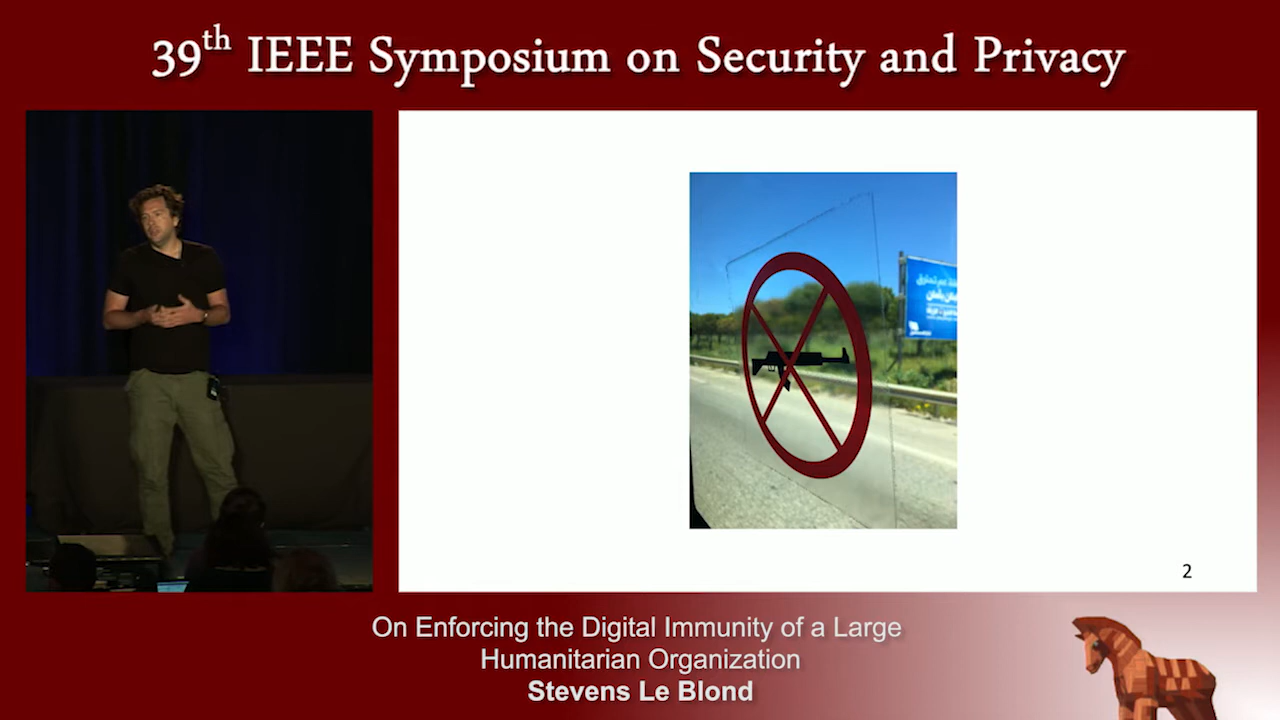 39th IEEE Symposium on Security and Privacy
2
On Enforcing the Digital Immunity of a Large
Humanitarian Organization
Stevens Le Blond